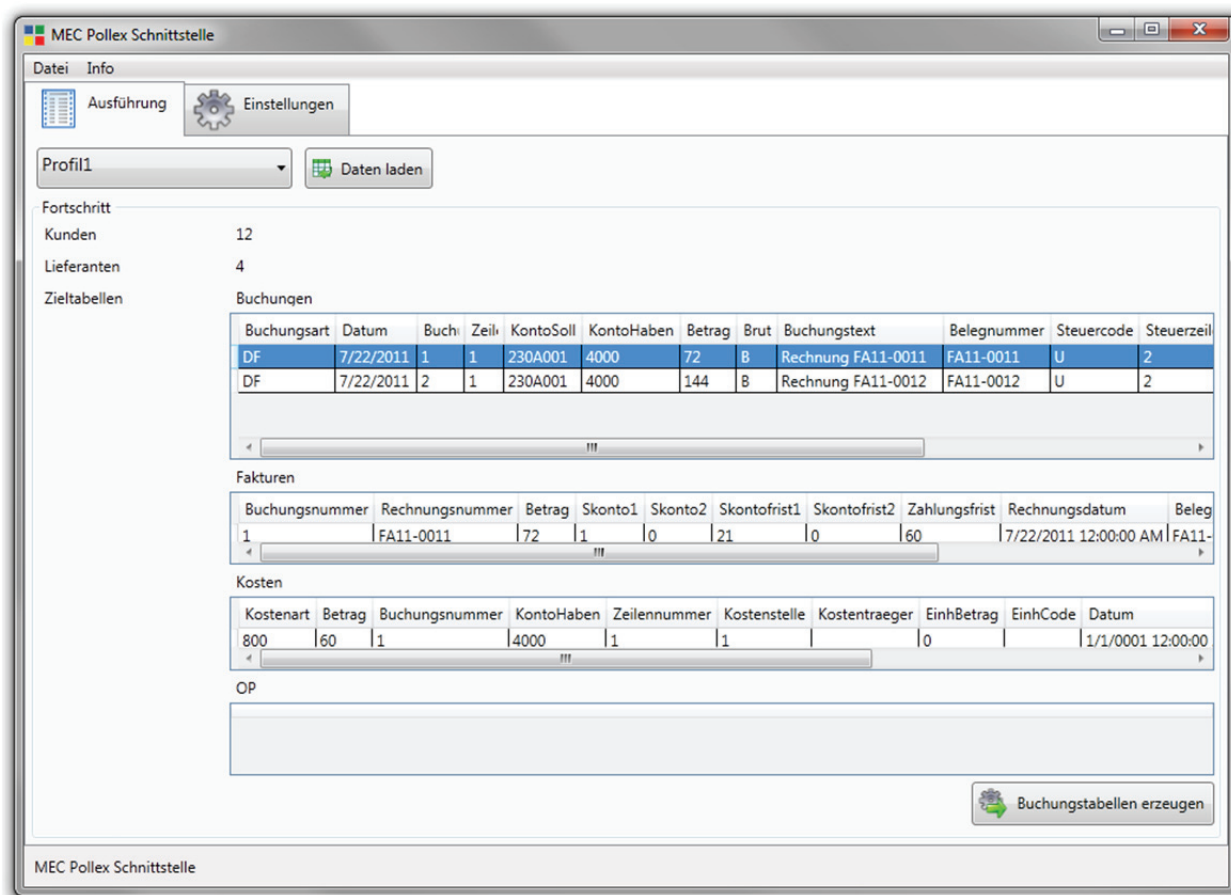 MEC Pollex Schnittstelle
Datei Info
Ausführung Einstellungen
Profil1 Daten laden
Fortschritt
Kunden 12
Lieferanten 4
Zieltabellen Buchungen
Buchungsart Datum Buch Zeil KontoSoll KontoHaben Betrag Brut Buchungstext Belegnummer Steuercode Steuerzeil
DF 7/22/2011 1 1 230A001 4000 72 B Rechnung FA11-0011 FA11-0011 U 2
DF 7/22/2011 2 1 230A001 4000 144 B Rechnung FA11-0012 FA11-0012 U 2
Fakturen
Buchungsnummer Rechnungsnummer Betrag Skonto1 Skonto2 Skontofrist1 Skontofrist2 Zahlungsfrist Rechnungsdatum Beleg
1 FA11-0011 72 1 0 21 0 60 7/22/2011 12:00:00 AM FA11-
Kosten
Kostenart Betrag Buchungsnummer KontoHaben Zeilennummer Kostenstelle Kostentraeger EinhBetrag EinhCode Datum
800 60 1 4000 1 1 0 1/1/0001 12:00:00
OP
Buchungstabellen erzeugen
MEC Pollex Schnittstelle